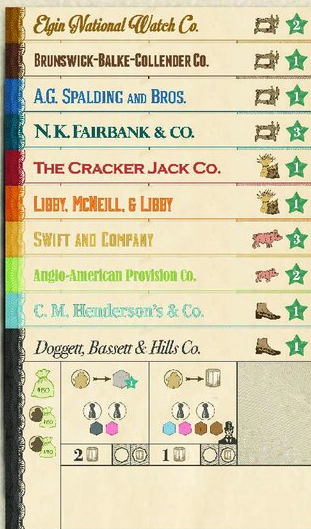 Elgin National Watch Co. 2
Brunswick-Balke-Collender Co. 1
A.G. Spalding and Bros. 1
N.K. Fairbank & Co. 3
The Cracker Jack Co. 1
Libby, McNeill, & Libby 1
Swift and Company 3
Anglo-American Provision Co. 2
C. M. Henderson's & Co. 1
Doggett, Bassett & Hills Co. 1
2 1